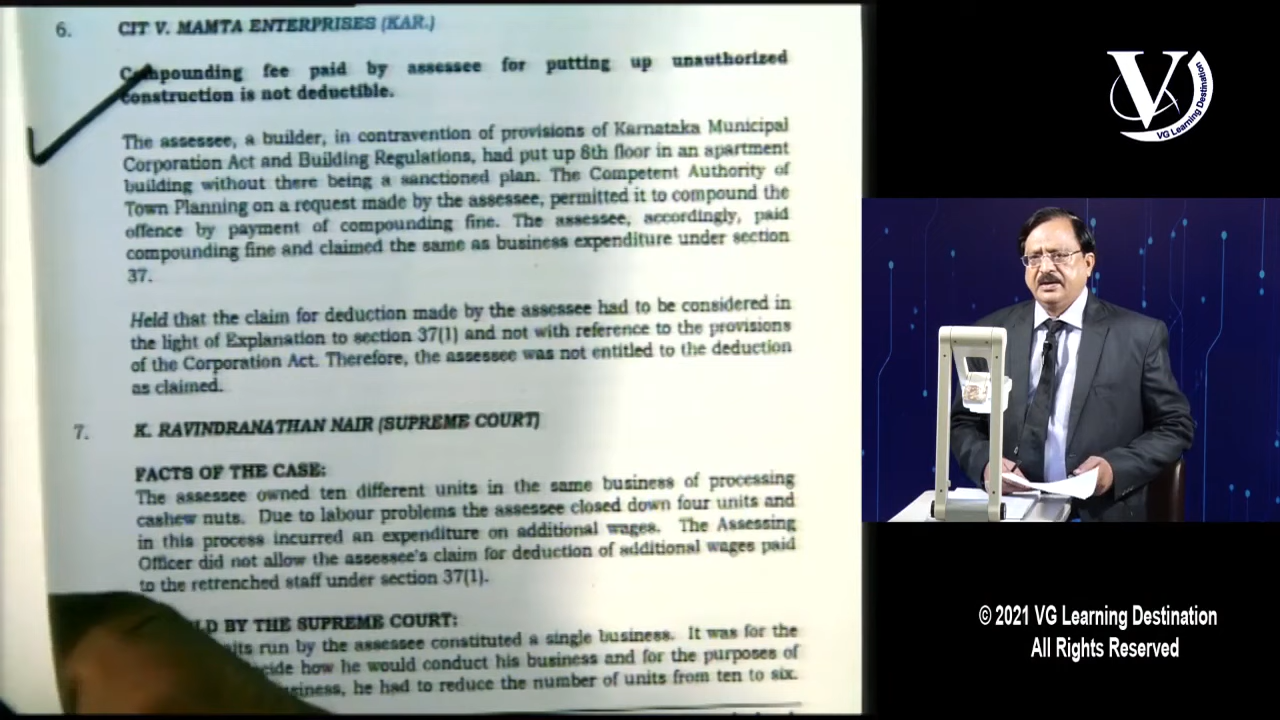 6. CIT V. MAMTA ENTERPRISES (KAR.)
Compounding fee paid by assessee for putting up unauthorized
construction is not deductible.
The assessee, a builder, in contravention of provisions of Karnataka Municipal
Corporation Act and Building Regulations, had put up 8th floor in an apartment
building without there being a sanctioned plan. The Competent Authority of
Town Planning on a request made by the assessee, permitted it to compound the
offence by payment of compounding fine. The assessee, accordingly, paid
compounding fine and claimed the same as business expenditure under section
37.
Held that the claim for deduction made by the assessee had to be considered in
the light of Explanation to section 37(1) and not with reference to the provisions
of the Corporation Act. Therefore, the assessee was not entitled to the deduction
as claimed.
7. K. RAVINDRANATHAN NAIR (SUPREME COURT)
FACTS OF THE CASE:
The assessee owned ten different units in the same business of processing
cashew nuts. Due to labour problems the assessee closed down four units and
in this process incurred an expenditure on additional wages. The Assessing
Officer did not allow the assessee's claim for deduction of additional wages paid
to the retrenched staff under section 37(1).
BY THE SUPREME COURT:
run by the assessee constituted a single business. It was for the
how he would conduct his business and for the purposes of
he had to reduce the number of units from ten to six.
V
VG Learning Destination
© 2021 VG Learning Destination
All Rights Reserved